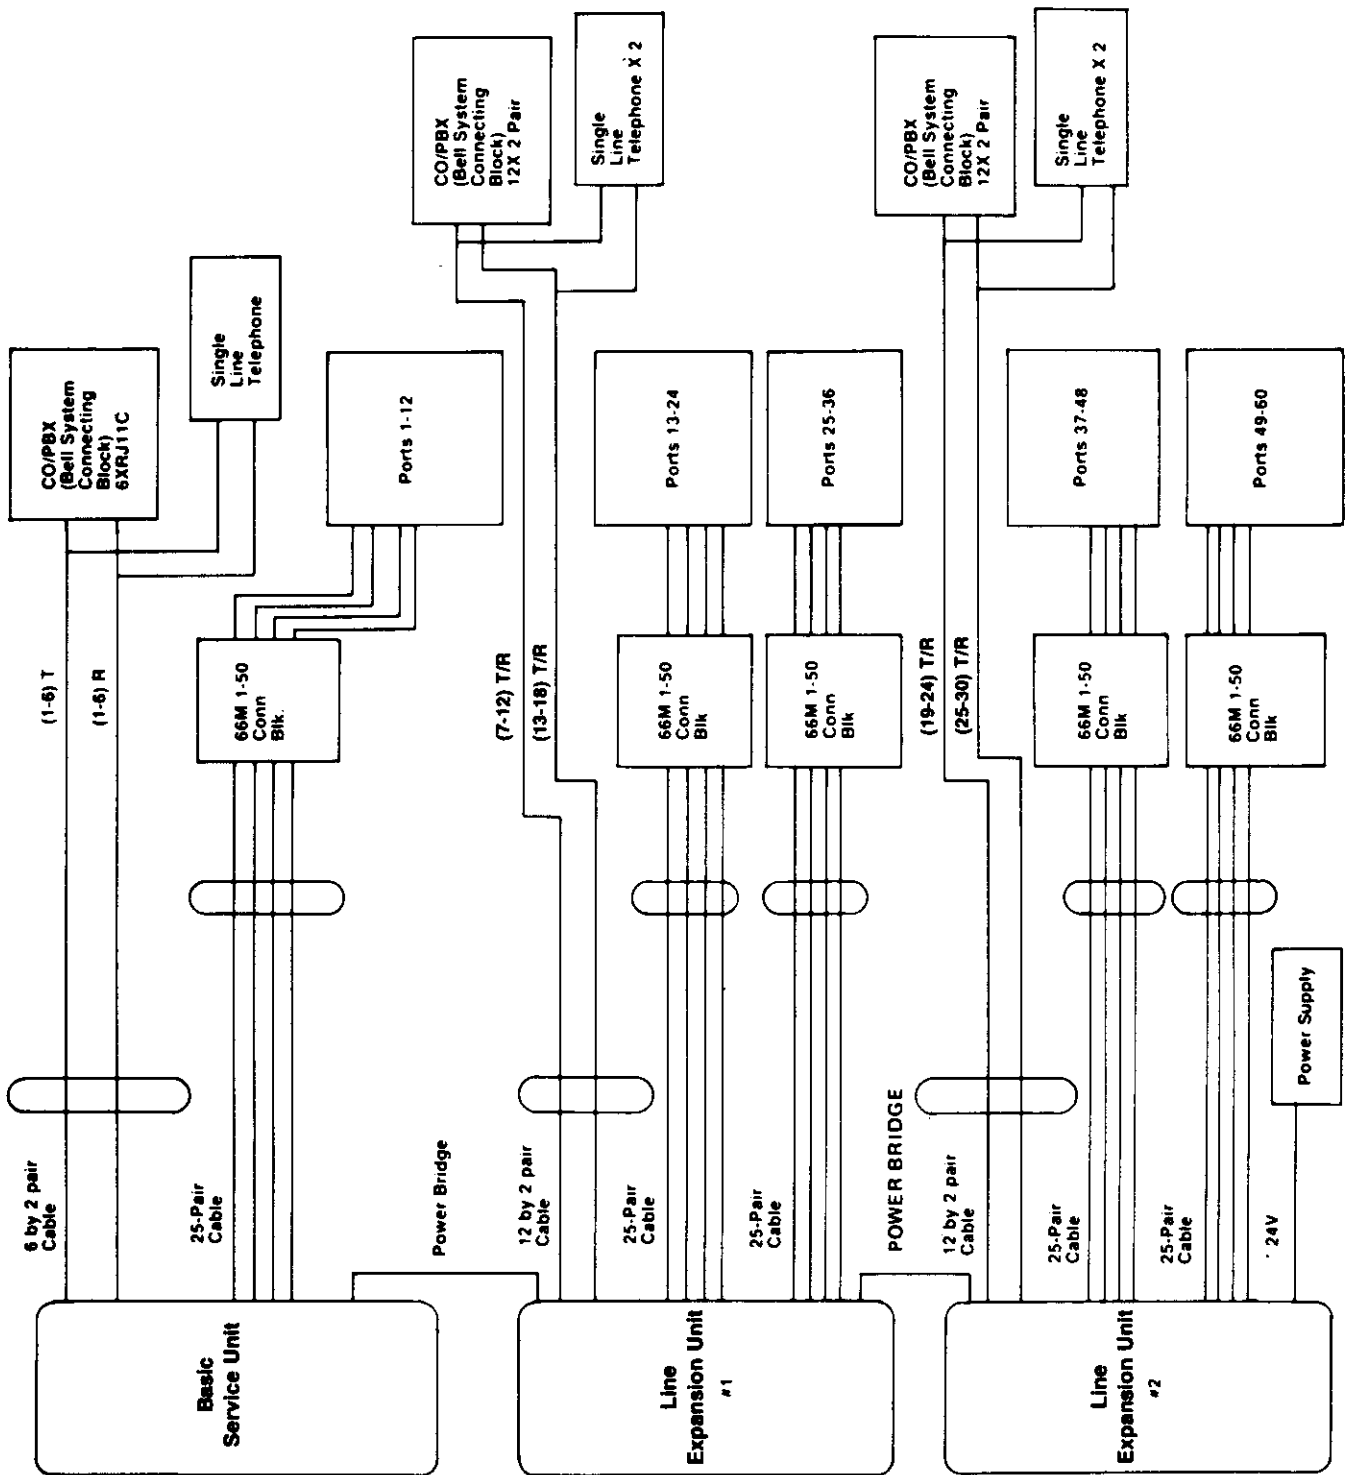 Basic
Service Unit
6 by 2 pair
Cable
(1-6) T
(1-6) R
CO/PBX
(Bell System
Connecting
Block)
6XRJ11C
Single
Line
Telephone
25-Pair
Cable
66M 1-50
Conn
Blk.
Ports 1-12
Power Bridge
Line
Expansion Unit
#1
12 by 2 pair
Cable
(7-12) T/R
(13-18) T/R
CO/PBX
(Bell System
Connecting
Block)
12X 2 Pair
Single
Line
Telephone X 2
25-Pair
Cable
66M 1-50
Conn
Blk
Ports 13-24
25-Pair
Cable
66M 1-50
Conn
Blk
Ports 25-36
POWER BRIDGE
Line
Expansion Unit
#2
12 by 2 pair
Cable
(19-24) T/R
(25-30) T/R
CO/PBX
(Bell System
Connecting
Block)
12X 2 Pair
Single
Line
Telephone X 2
25-Pair
Cable
66M 1-50
Conn
Blk
Ports 37-48
25-Pair
Cable
66M 1-50
Conn
Blk
Ports 49-60
24V
Power Supply